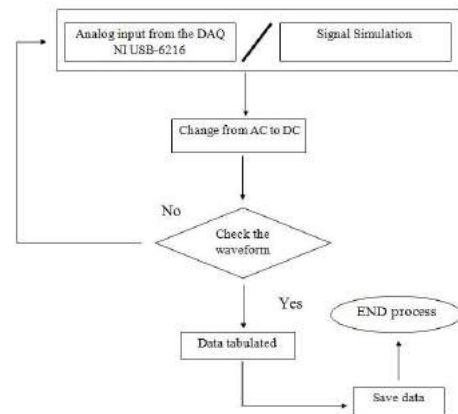 Analog input from the DAQ
NI USB-6216
Signal Simulation
Change from AC to DC
No
Check the
waveform
Yes
END process
Data tabulated
Save data